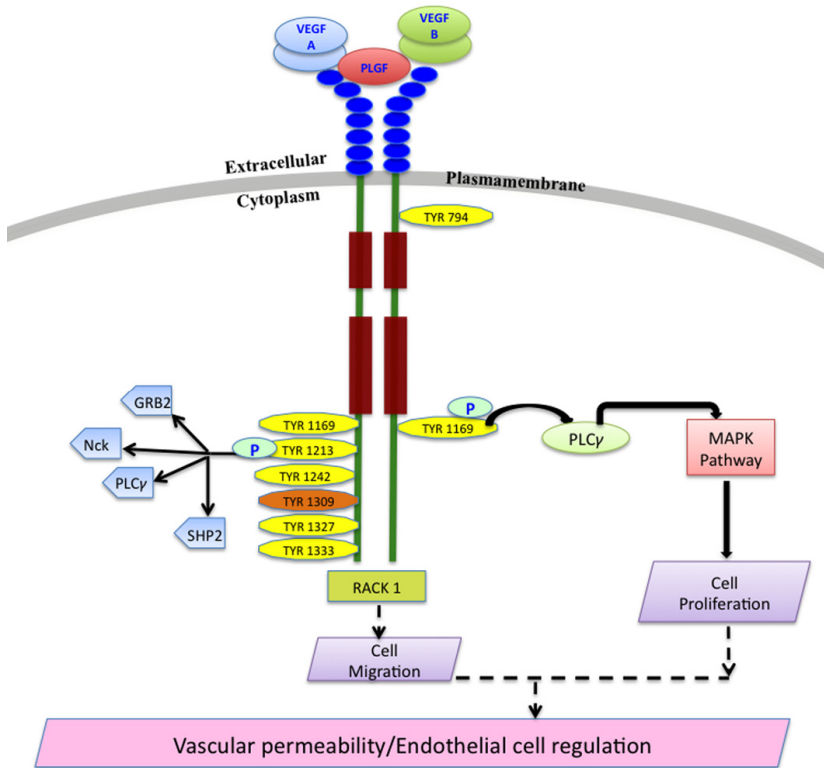 VEGF
A
VEGF
B
PLGF
Extracellular
Plasmamembrane
Cytoplasm
TYR 794
GRB2
Nck
PLCγ
SHP2
P
TYR 1169
TYR 1213
TYR 1242
TYR 1309
TYR 1327
TYR 1333
P
TYR 1169
PLCγ
MAPK
Pathway
RACK 1
Cell
Proliferation
Cell
Migration
Vascular permeability/Endothelial cell regulation